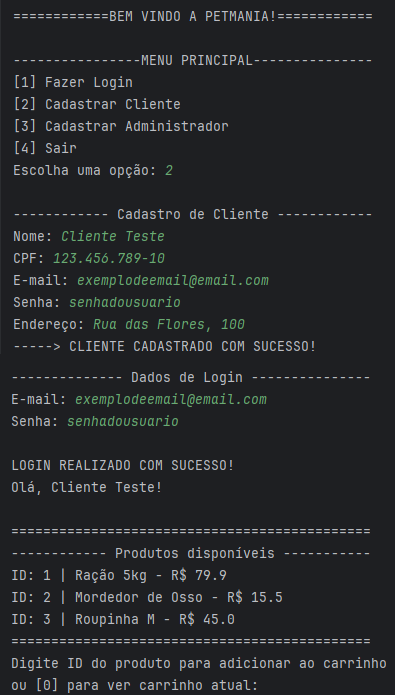 ============BEM VINDO A PETMANIA!============
----------------MENU PRINCIPAL---------------
[1] Fazer Login
[2] Cadastrar Cliente
[3] Cadastrar Administrador
[4] Sair
Escolha uma opção: 2
------------ Cadastro de Cliente ------------
Nome: Cliente Teste
CPF: 123.456.789-10
E-mail: exemplodeemail@email.com
Senha: senhadousuario
Endereço: Rua das Flores, 100
-----> CLIENTE CADASTRADO COM SUCESSO!
-------------- Dados de Login ---------------
E-mail: exemplodeemail@email.com
Senha: senhadousuario
LOGIN REALIZADO COM SUCESSO!
Olá, Cliente Teste!
=============================================
------------ Produtos disponíveis -----------
ID: 1 | Ração 5kg - R$ 79.9
ID: 2 | Mordedor de Osso - R$ 15.5
ID: 3 | Roupinha M - R$ 45.0
=============================================
Digite ID do produto para adicionar ao carrinho
ou [0] para ver carrinho atual: